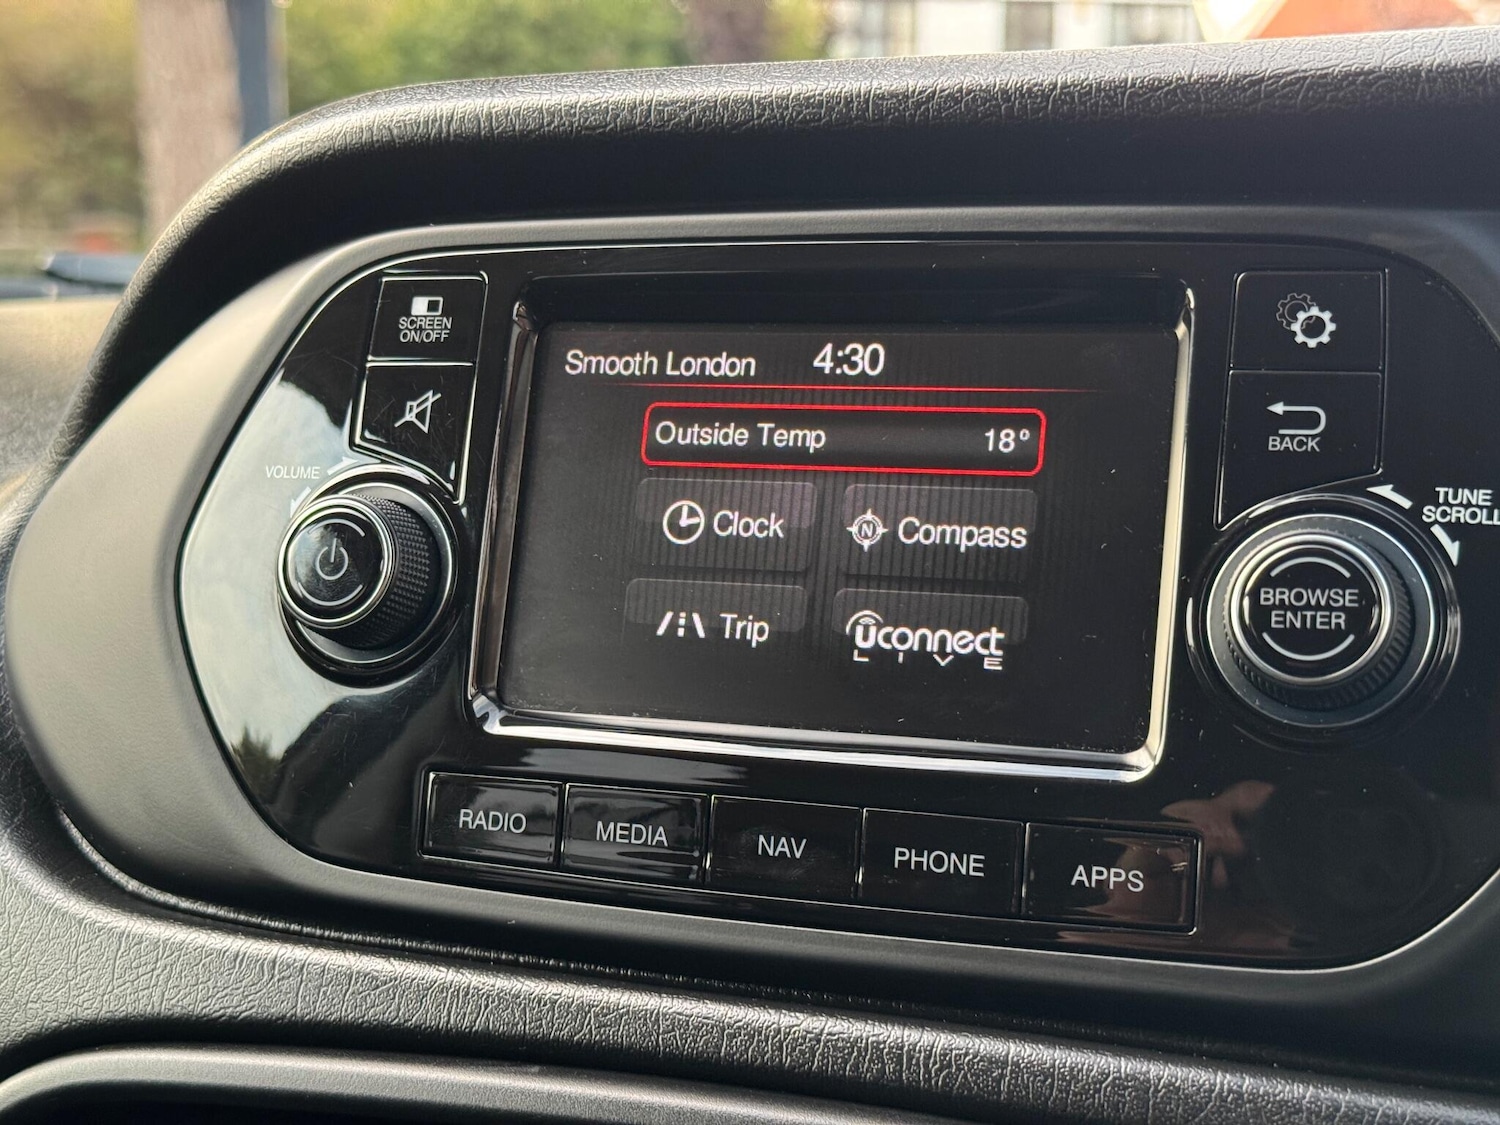 SCREEN
ON/OFF
Smooth London 4:30
Outside Temp 18°
VOLUME
Clock
N Compass
BACK
TUNE
SCROLL
Trip
uconnect
LIVE
BROWSE
ENTER
RADIO
MEDIA
NAV
PHONE
APPS